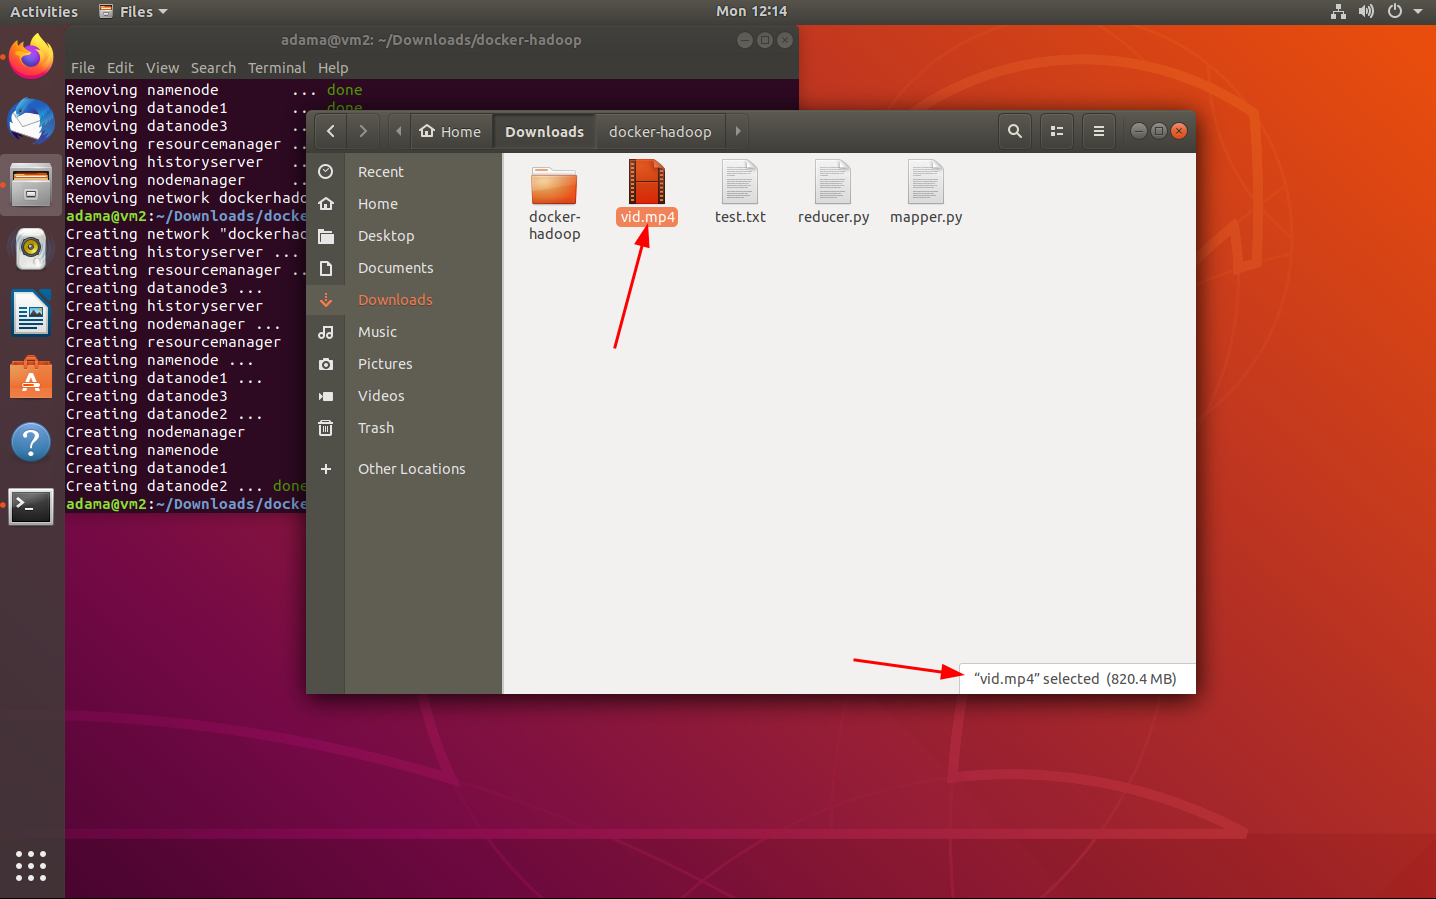 Activities Files Mon 12:14
adama@vm2: ~/Downloads/docker-hadoop
File Edit View Search Terminal Help
Removing namenode ... done
Removing datanode1 ... done
Removing datanode3 ..
Removing resourcemanager ..
Removing historyserver ..
Removing nodemanager ..
Removing network dockerhado
adama@vm2:~/Downloads/docke
Creating network "dockerhad
Creating historyserver ...
Creating resourcemanager ..
Creating datanode3 ...
Creating historyserver
Creating nodemanager ...
Creating resourcemanager
Creating namenode ...
Creating datanode1 ...
Creating datanode3
Creating datanode2 ...
Creating nodemanager
Creating namenode
Creating datanode1
Creating datanode2 ... done
adama@vm2:~/Downloads/docke
Home Downloads docker-hadoop
Recent
Home
Desktop
Documents
Downloads
Music
Pictures
Videos
Trash
Other Locations
docker-
hadoop
vid.mp4
test.txt
reducer.py
mapper.py
“vid.mp4” selected (820.4 MB)